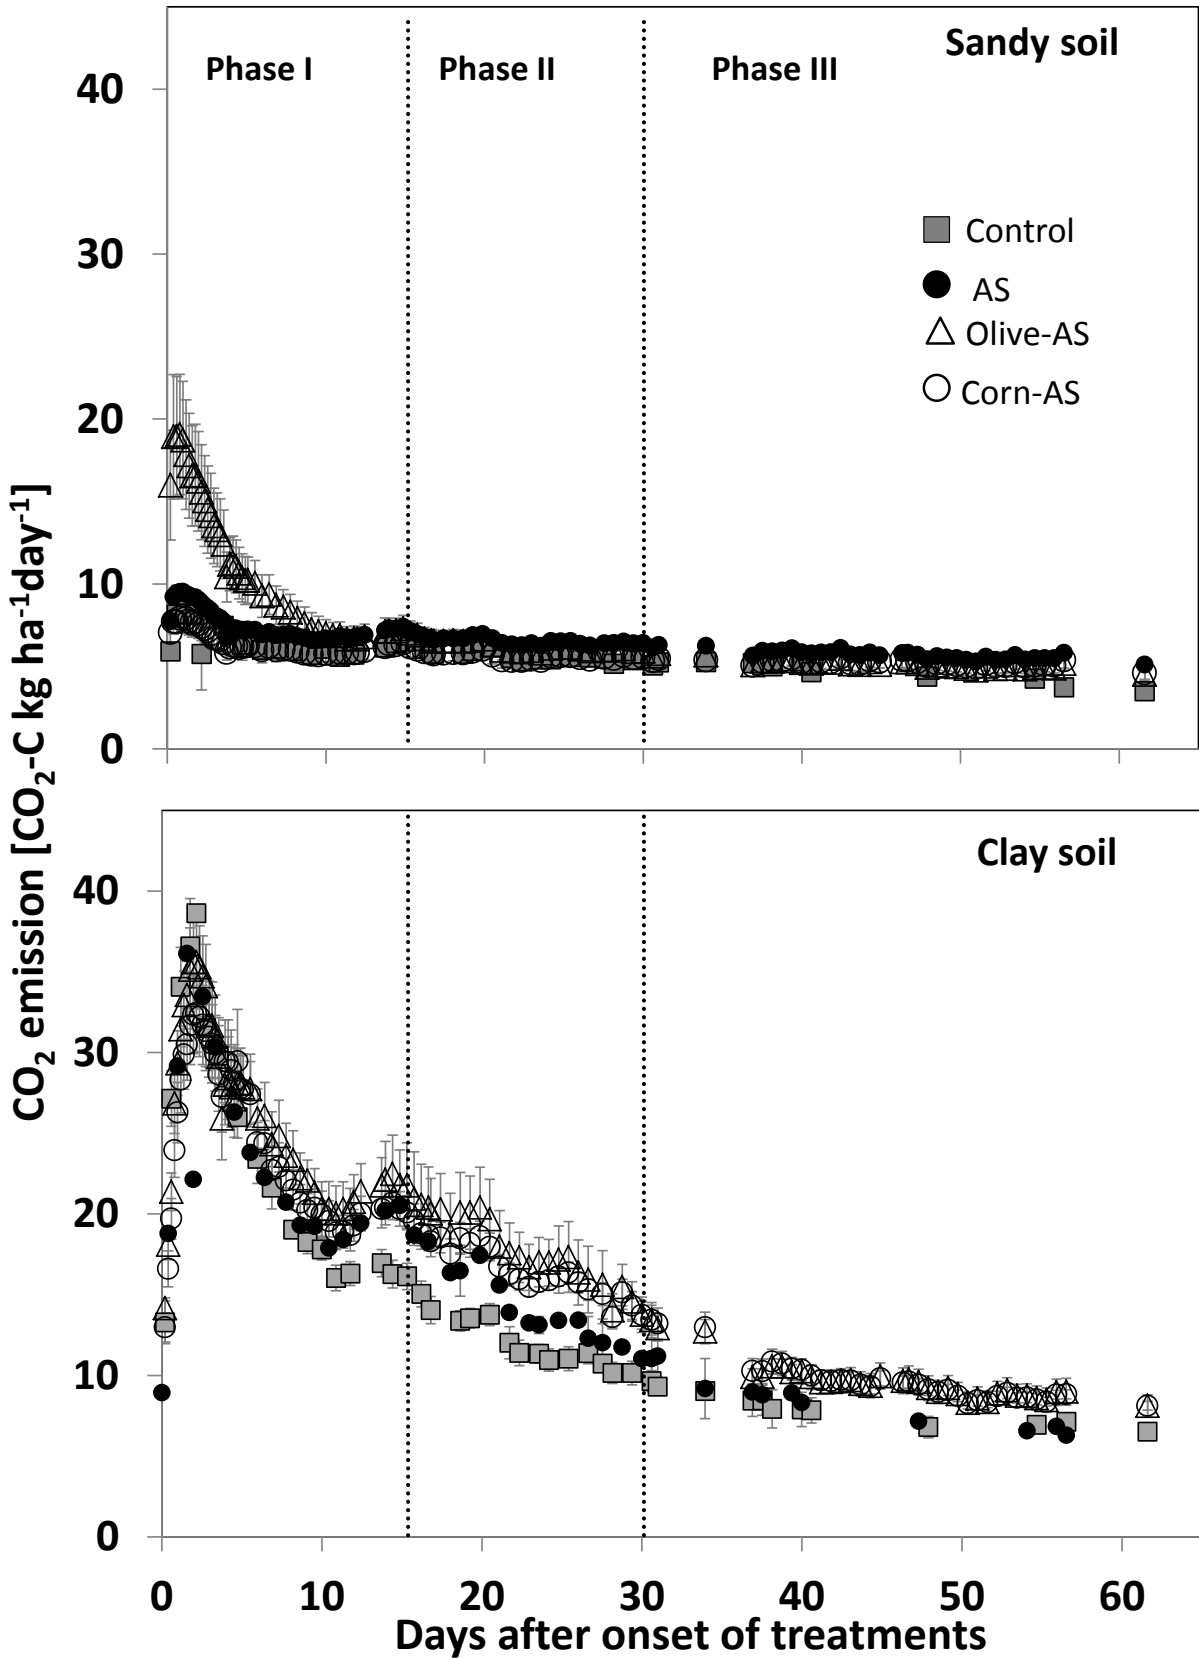 Sandy soil
Phase I
Phase II
Phase III
40
30
20
10
0
Control
AS
Olive-AS
Corn-AS
CO₂ emission [CO₂-C kg ha⁻¹day⁻¹]
Clay soil
40
30
20
10
0
0 10 20 30 40 50 60
Days after onset of treatments